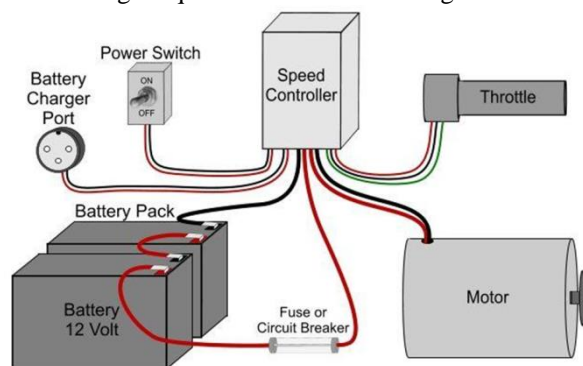 Power Switch
ON
OFF
Battery
Charger
Port
Speed
Controller
Throttle
Battery Pack
Battery
12 Volt
Fuse or
Circuit Breaker
Motor